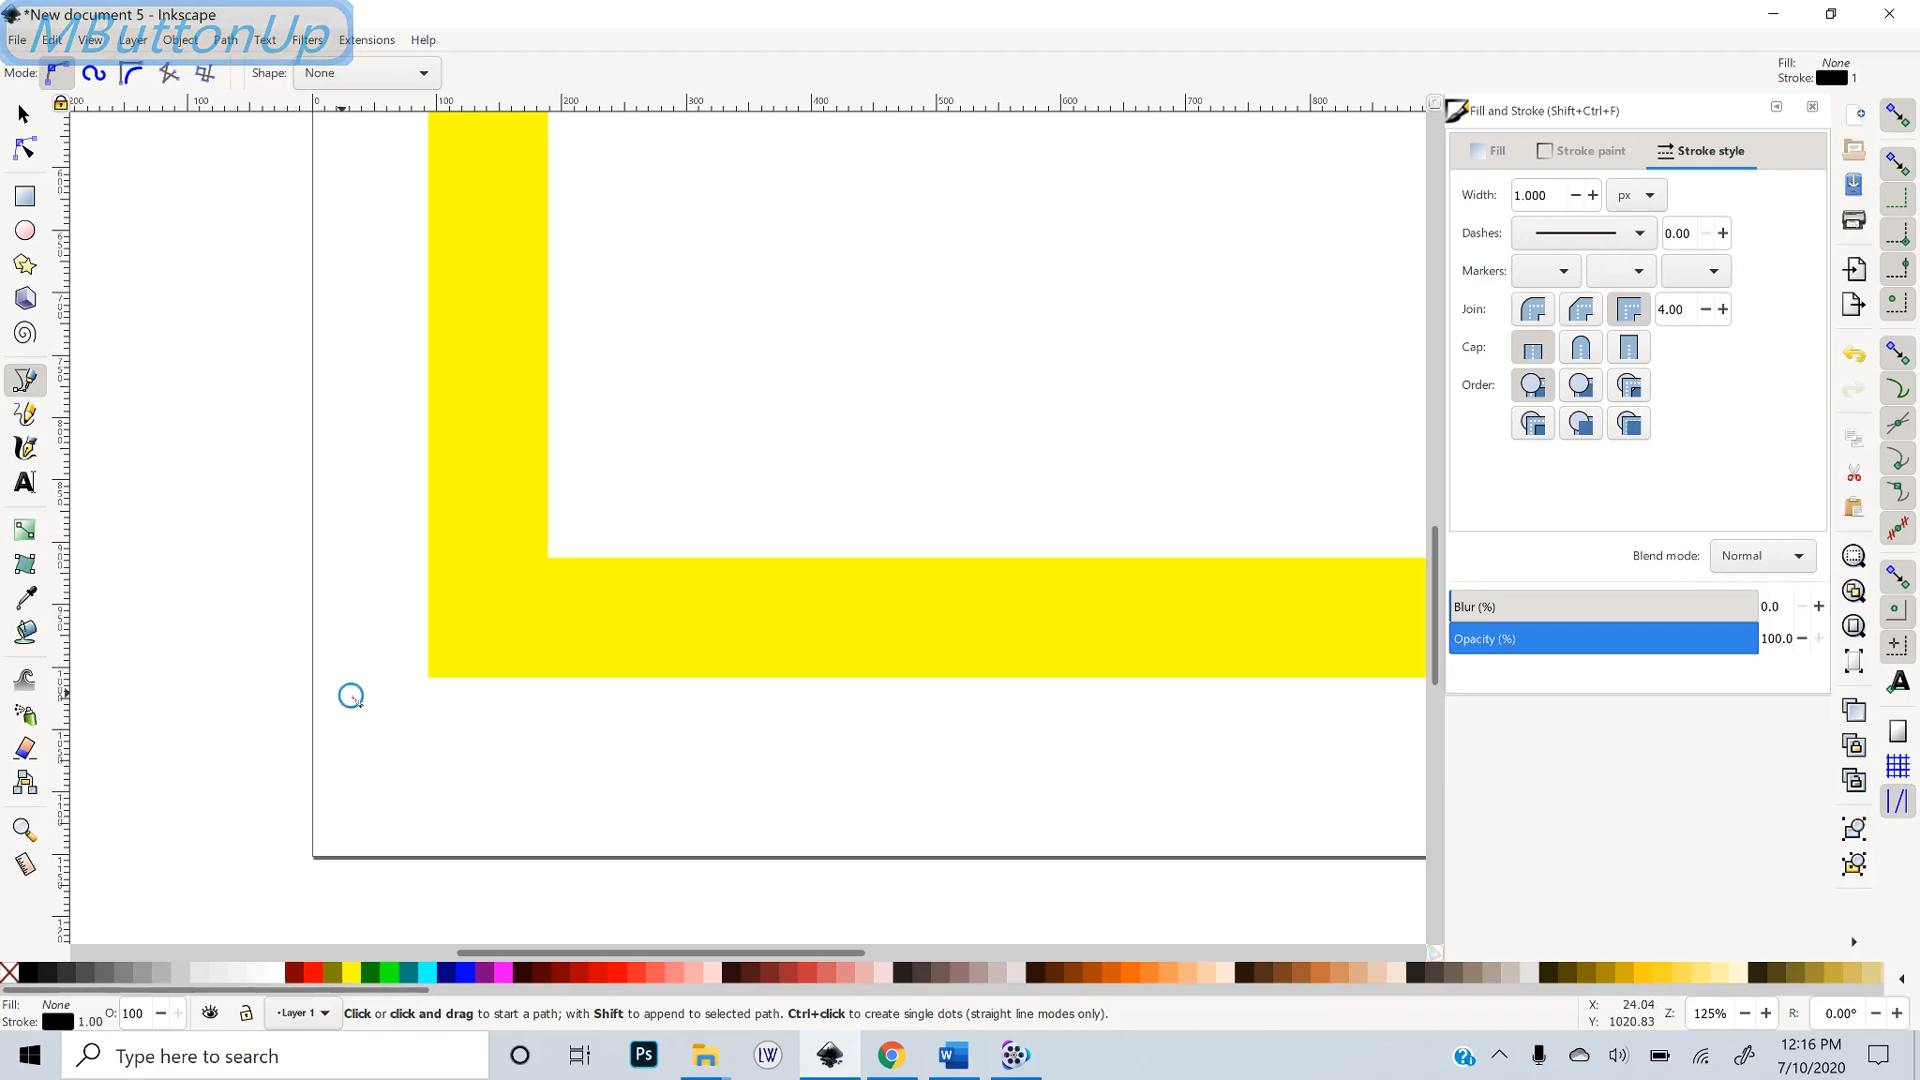 *New document 5 - Inkscape
MButtonUp
File Edit View Layer Object Path Text Filters Extensions Help
Mode: Shape: None
Fill: None
Stroke: 1
200 100 0 100 200 300 400 500 600 700 800
Fill and Stroke (Shift+Ctrl+F)
Fill Stroke paint Stroke style
Width: 1.000 px
Dashes: 0.00
Markers:
Join: 4.00
Cap:
Order:
Blend mode: Normal
Blur (%) 0.0
Opacity (%) 100.0
Fill: None
Stroke: 1.00 O: 100 Layer 1 Click or click and drag to start a path; with Shift to append to selected path. Ctrl+click to create single dots (straight line modes only).
X: 24.04
Y: 1020.83
Z: 125% R: 0.00°
Type here to search
Ps LW
12:16 PM
7/10/2020